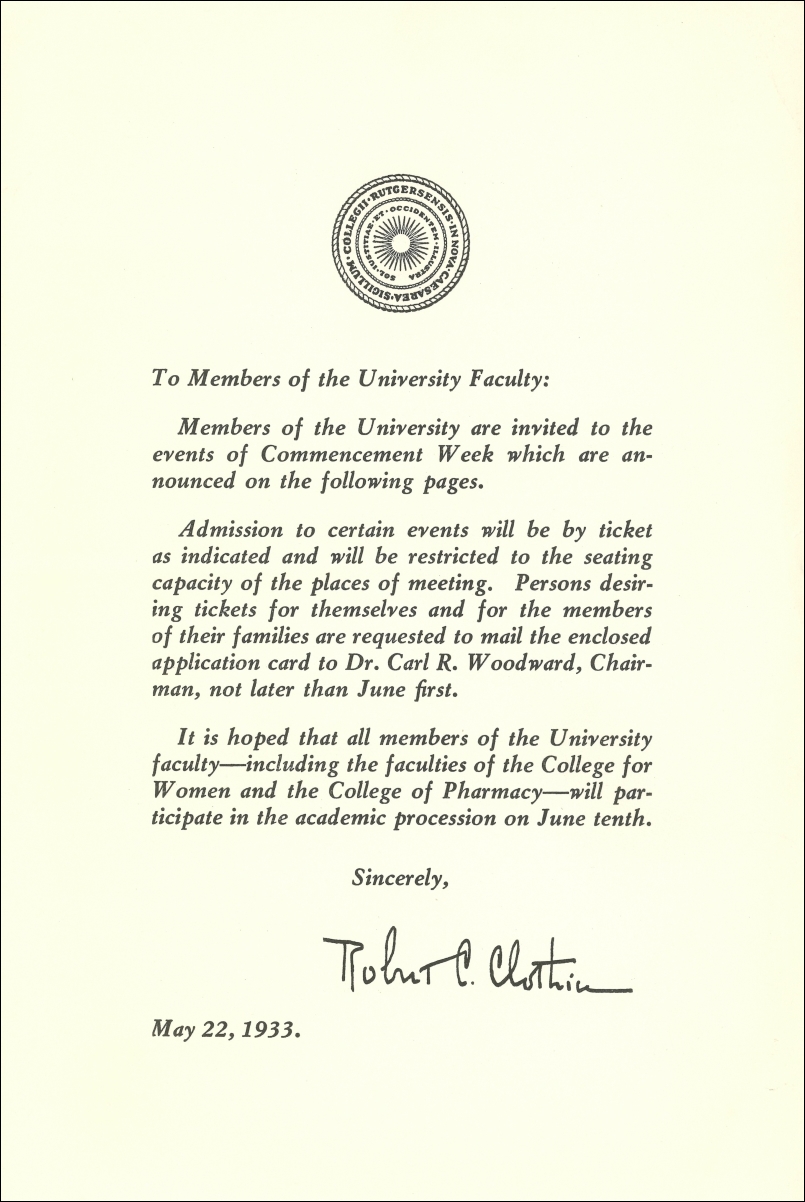 SIGILLUM · COLLEGII · RUTGERSENSIS · IN NOVA · CAESAREA
SOL · IUSTITIAE · ET · OCCIDENTEM · ILLUSTRA
To Members of the University Faculty:
Members of the University are invited to the
events of Commencement Week which are an-
nounced on the following pages.
Admission to certain events will be by ticket
as indicated and will be restricted to the seating
capacity of the places of meeting. Persons desir-
ing tickets for themselves and for the members
of their families are requested to mail the enclosed
application card to Dr. Carl R. Woodward, Chair-
man, not later than June first.
It is hoped that all members of the University
faculty—including the faculties of the College for
Women and the College of Pharmacy—will par-
ticipate in the academic procession on June tenth.
Sincerely,
Robert C. Clothier
May 22, 1933.